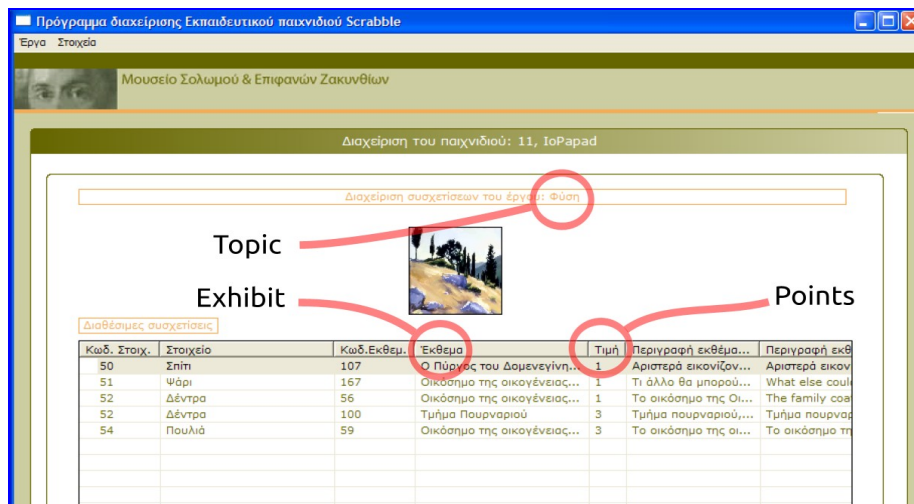 Πρόγραμμα διαχείρισης Εκπαιδευτικού παιχνιδιού Scrabble
Έργα Στοιχεία
Μουσείο Σολωμού & Επιφανών Ζακυνθίων
Διαχείριση του παιχνιδιού: 11, IoPapad
Διαχείριση συσχετίσεων του έργου: Φύση
Topic
Exhibit
Points
Διαθέσιμες συσχετίσεις
Κωδ. Στοιχ. Στοιχείο Κωδ.Εκθεμ. Έκθεμα Τιμή Περιγραφή εκθέμα... Περιγραφή εκθ
50 Σπίτι 107 Ο Πύργος του Δομενεγίνη... 1 Αριστερά εικονίζον... Αριστερά εικον
51 Ψάρι 167 Οικόσημο της οικογένειας... 1 Τι άλλο θα μπορού... What else coul
52 Δέντρα 56 Οικόσημο της οικογένειας... 1 Το οικόσημο της Οι... The family coa
52 Δέντρα 100 Τμήμα Πουρναριού 3 Τμήμα πουρναριού,... Τμήμα πουρναρ
54 Πουλιά 59 Οικόσημο της οικογένειας... 3 Το οικόσημο της οι... Το οικόσημο τη